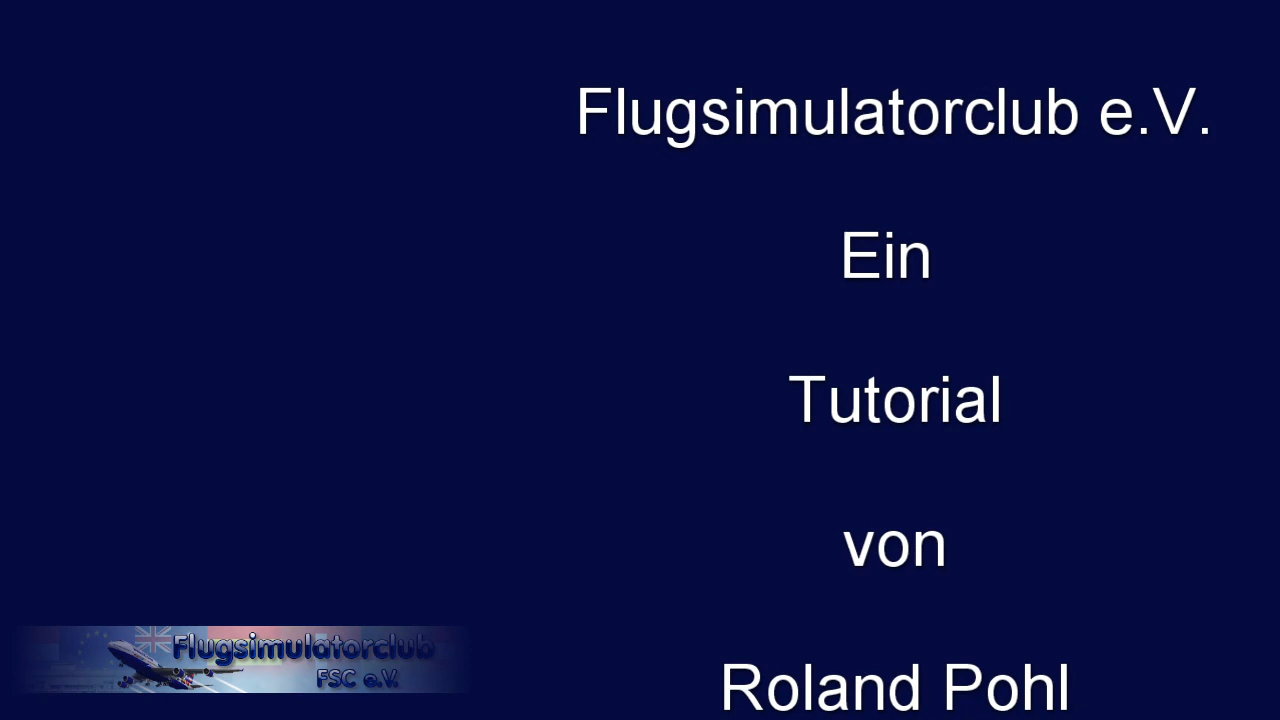 Flugsimulatorclub e.V.
Ein
Tutorial
von
Roland Pohl
Flugsimulatorclub
FSC e.V.